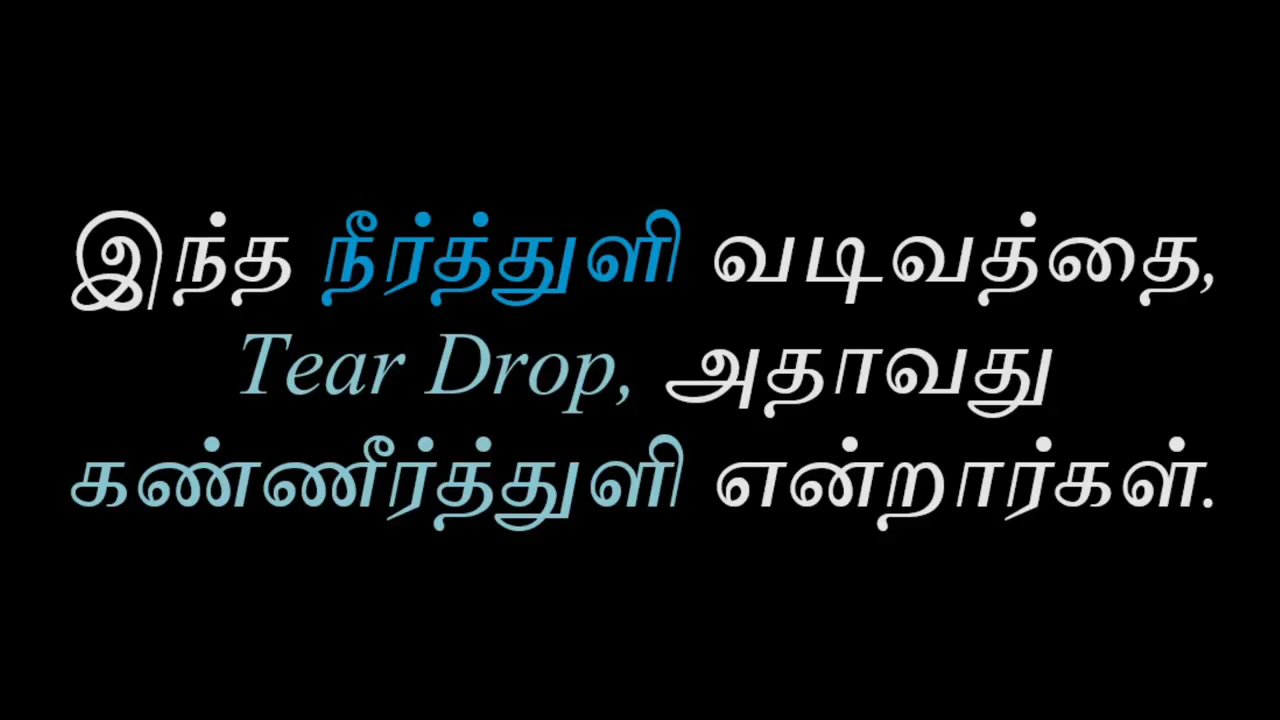 இந்த நீர்த்துளி வடிவத்தை,
Tear Drop, அதாவது
கண்ணீர்த்துளி என்றார்கள்.